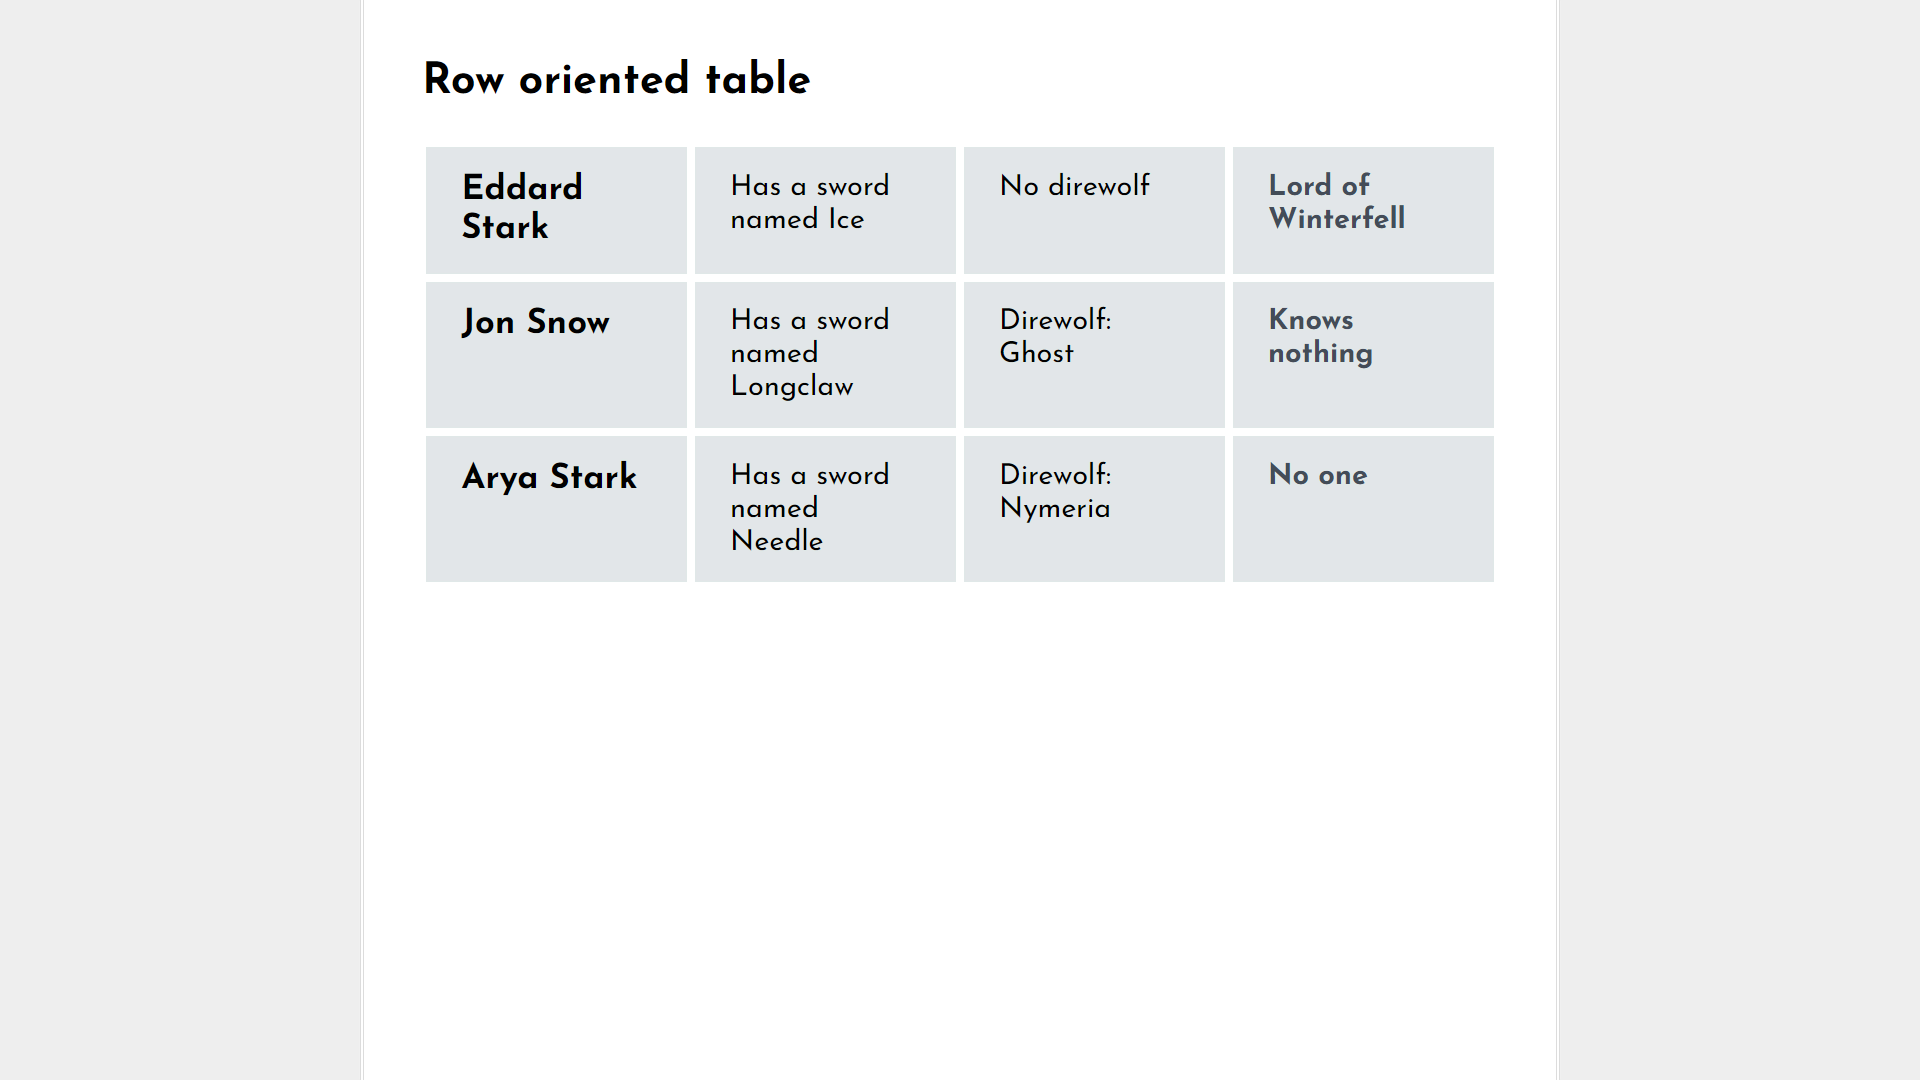 Row oriented table
Eddard
Stark
Has a sword
named Ice
No direwolf
Lord of
Winterfell
Jon Snow
Has a sword
named
Longclaw
Direwolf:
Ghost
Knows
nothing
Arya Stark
Has a sword
named
Needle
Direwolf:
Nymeria
No one